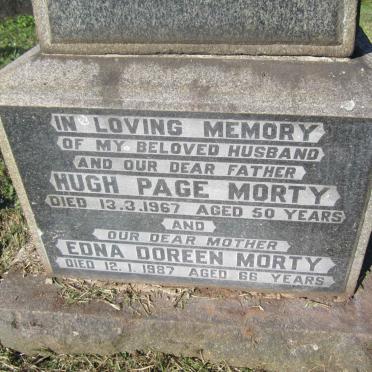 IN LOVING MEMORY
OF MY BELOVED HUSBAND
AND OUR DEAR FATHER
HUGH PAGE MORTY
DIED 13.3.1967 AGED 50 YEARS
AND
OUR DEAR MOTHER
EDNA DOREEN MORTY
DIED 12.1.1987 AGED 66 YEARS